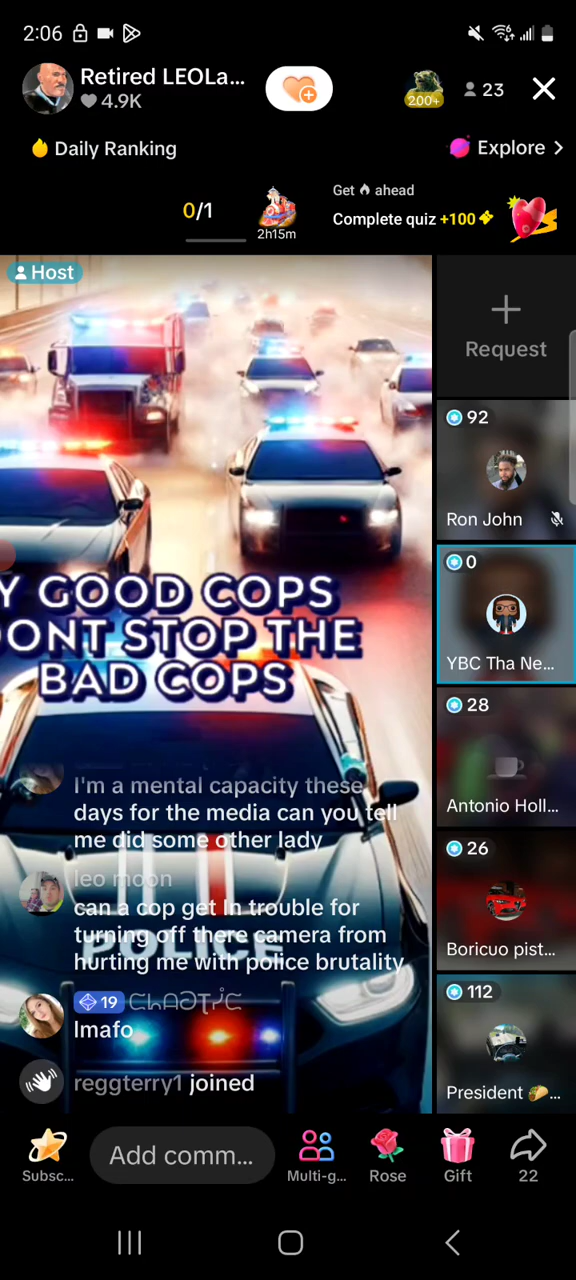 2:06
Retired LEOLa...
4.9K
200+
23
Daily Ranking
Explore >
0/1
2h15m
Get ahead
Complete quiz +100
Host
Request
92
Ron John
0
YBC Tha Ne...
28
Antonio Holl...
26
Boricuo pist...
112
President 🌮...
Y GOOD COPS
DONT STOP THE
BAD COPS
I'm a mental capacity these
days for the media can you tell
me did some other lady
leo moon
can a cop get In trouble for
turning off there camera from
hurting me with police brutality
POLICE
19
lmafo
reggterry1 joined
Subsc...
Add comm...
Multi-g...
Rose
Gift
22